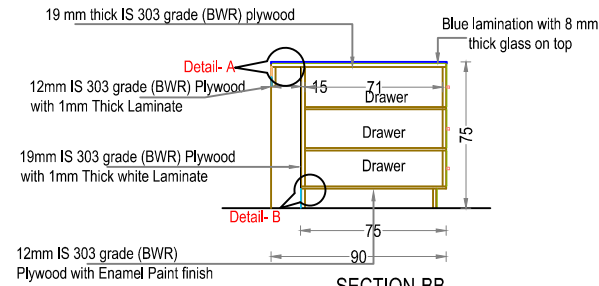 19 mm thick IS 303 grade (BWR) plywood
Blue lamination with 8 mm
thick glass on top
Detail- A
12mm IS 303 grade (BWR) Plywood
with 1mm Thick Laminate
15
71
Drawer
Drawer
75
19mm IS 303 grade (BWR) Plywood
with 1mm Thick white Laminate
Drawer
Detail- B
75
12mm IS 303 grade (BWR)
Plywood with Enamel Paint finish
90
SECTION BB